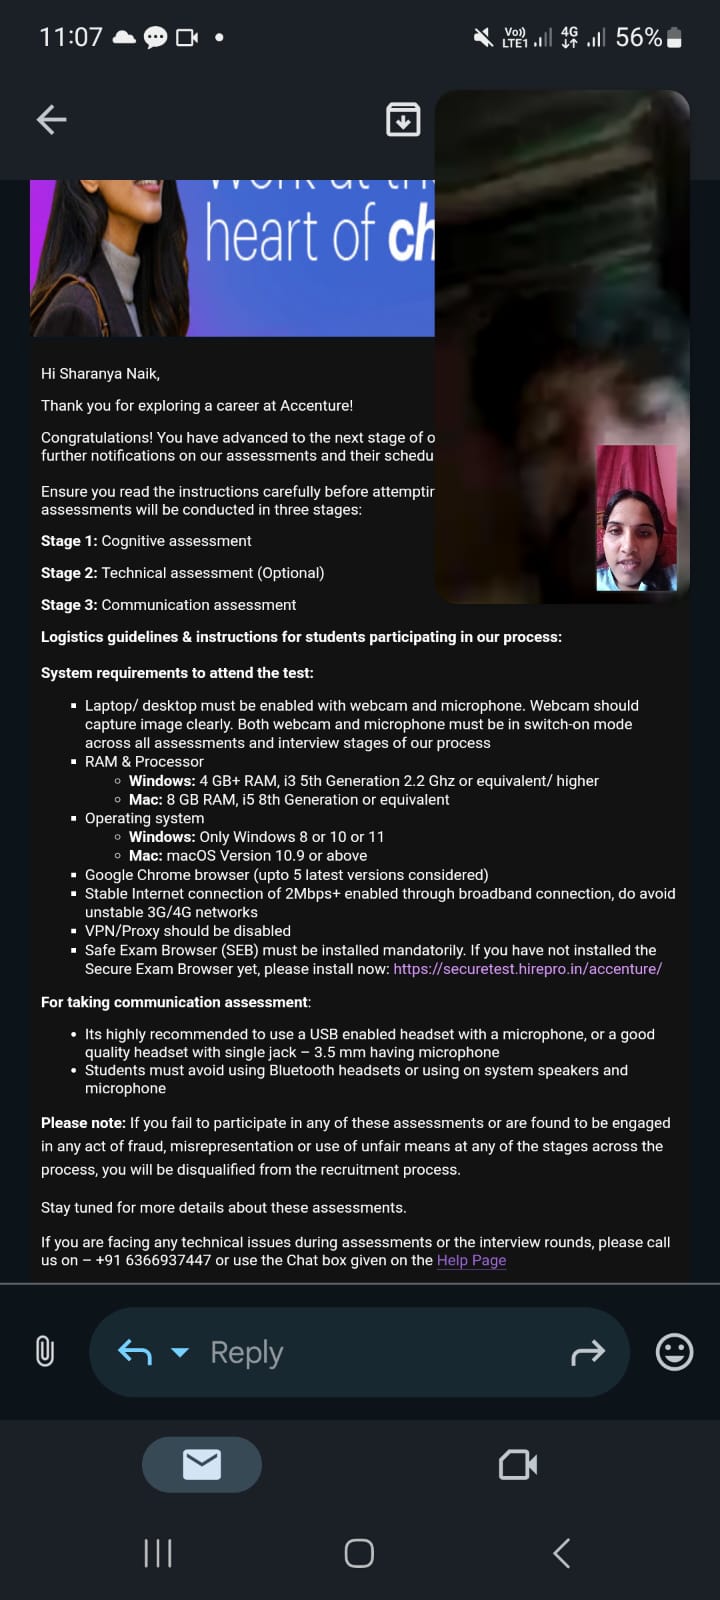 11:07
Vo))
LTE1
4G
56%
heart of ch
Hi Sharanya Naik,
Thank you for exploring a career at Accenture!
Congratulations! You have advanced to the next stage of o
further notifications on our assessments and their schedu
Ensure you read the instructions carefully before attemptir
assessments will be conducted in three stages:
Stage 1: Cognitive assessment
Stage 2: Technical assessment (Optional)
Stage 3: Communication assessment
Logistics guidelines & instructions for students participating in our process:
System requirements to attend the test:
Laptop/ desktop must be enabled with webcam and microphone. Webcam should
capture image clearly. Both webcam and microphone must be in switch-on mode
across all assessments and interview stages of our process
RAM & Processor
Windows: 4 GB+ RAM, i3 5th Generation 2.2 Ghz or equivalent/ higher
Mac: 8 GB RAM, i5 8th Generation or equivalent
Operating system
Windows: Only Windows 8 or 10 or 11
Mac: macOS Version 10.9 or above
Google Chrome browser (upto 5 latest versions considered)
Stable Internet connection of 2Mbps+ enabled through broadband connection, do avoid
unstable 3G/4G networks
VPN/Proxy should be disabled
Safe Exam Browser (SEB) must be installed mandatorily. If you have not installed the
Secure Exam Browser yet, please install now: https://securetest.hirepro.in/accenture/
For taking communication assessment:
Its highly recommended to use a USB enabled headset with a microphone, or a good
quality headset with single jack – 3.5 mm having microphone
Students must avoid using Bluetooth headsets or using on system speakers and
microphone
Please note: If you fail to participate in any of these assessments or are found to be engaged
in any act of fraud, misrepresentation or use of unfair means at any of the stages across the
process, you will be disqualified from the recruitment process.
Stay tuned for more details about these assessments.
If you are facing any technical issues during assessments or the interview rounds, please call
us on – +91 6366937447 or use the Chat box given on the Help Page
Reply